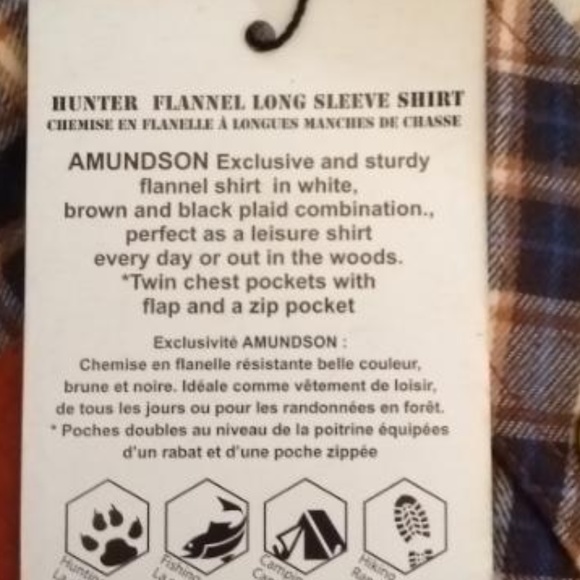 HUNTER FLANNEL LONG SLEEVE SHIRT
CHEMISE EN FLANELLE À LONGUES MANCHES DE CHASSE
AMUNDSON Exclusive and sturdy
flannel shirt in white,
brown and black plaid combination.,
perfect as a leisure shirt
every day or out in the woods.
*Twin chest pockets with
flap and a zip pocket
Exclusivité AMUNDSON :
Chemise en flanelle résistante belle couleur,
brune et noire. Idéale comme vêtement de loisir,
de tous les jours ou pour les randonnées en forêt.
* Poches doubles au niveau de la poitrine équipées
d'un rabat et d'une poche zippée
Fishing
Hiking